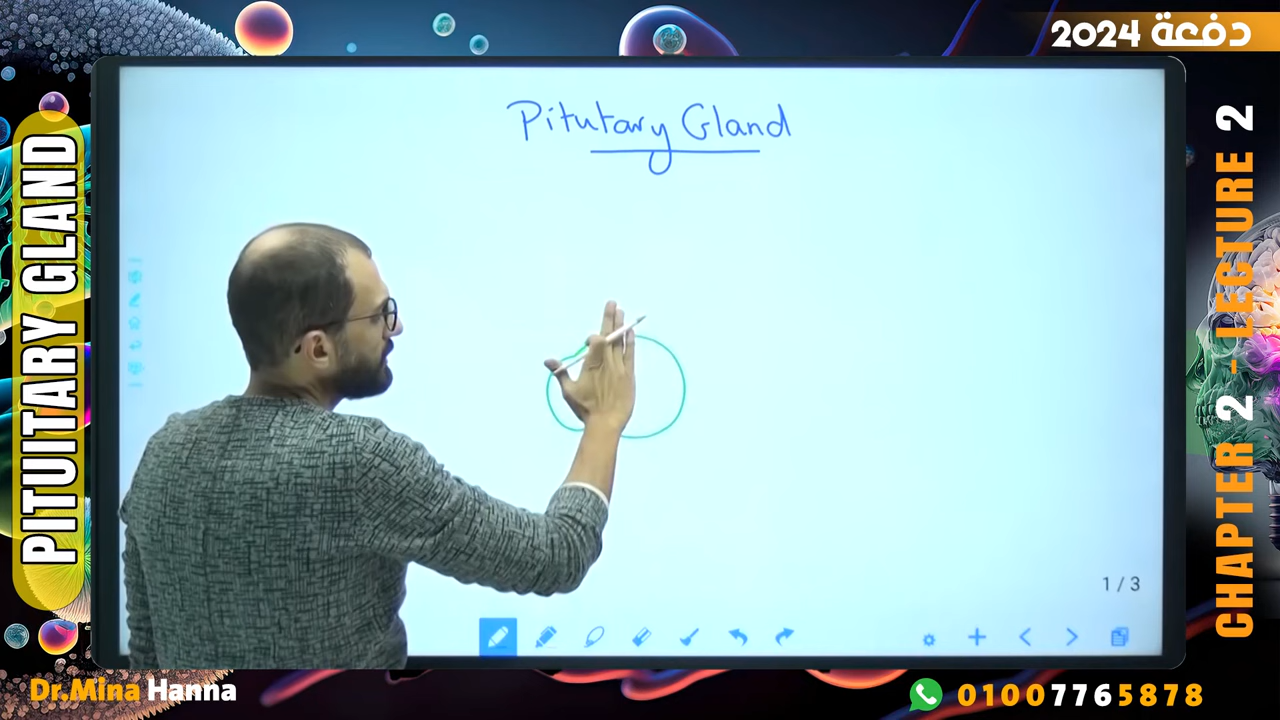 دفعة 2024
PITUITARY GLAND
Pitutary Gland
CHAPTER 2 - LECTURE 2
1 / 3
Dr.Mina Hanna
01007765878